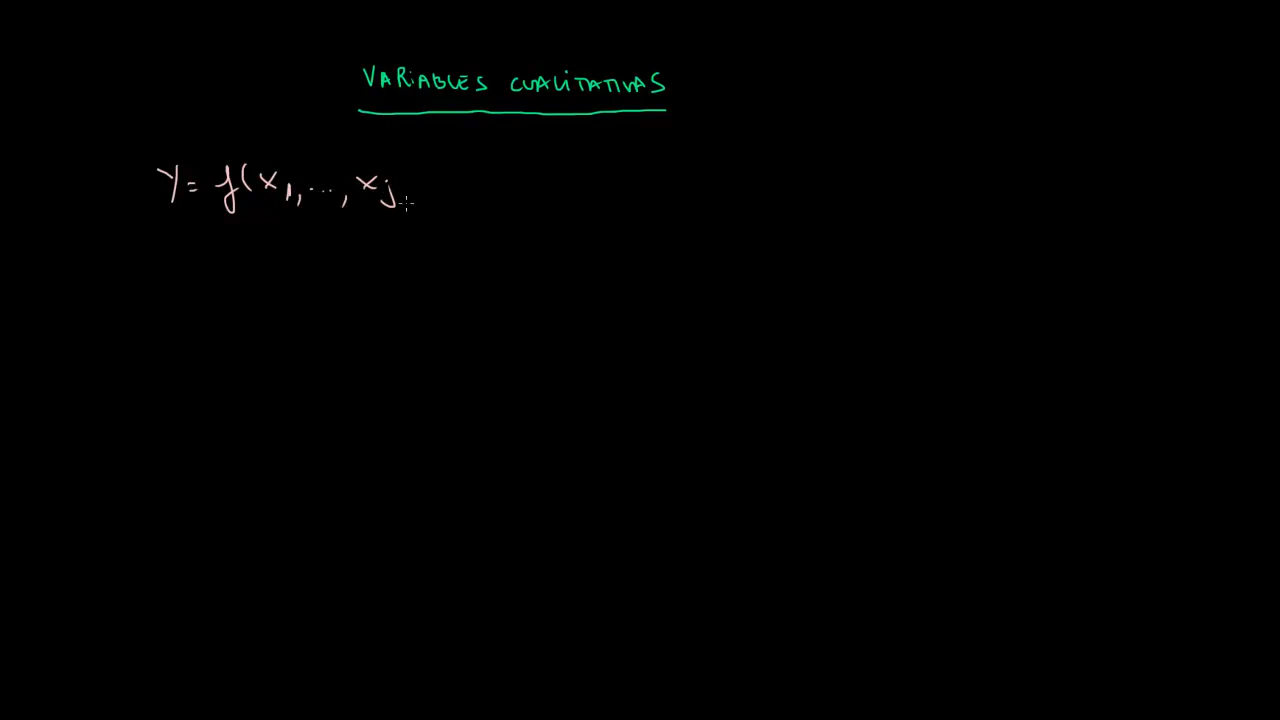 VARIABLES CUALITATIVAS
Y = f(x1, ..., xj